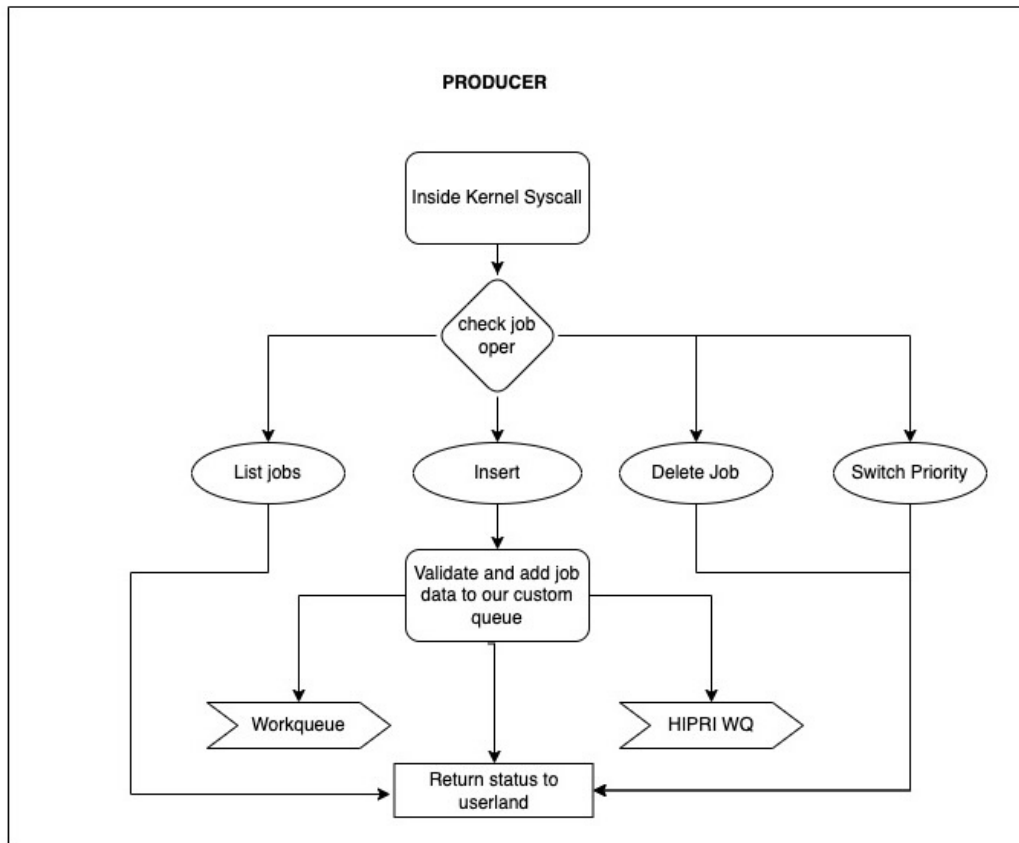 PRODUCER
Inside Kernel Syscall
check job
oper
List jobs
Insert
Delete Job
Switch Priority
Validate and add job
data to our custom
queue
Workqueue
HIPRI WQ
Return status to
userland